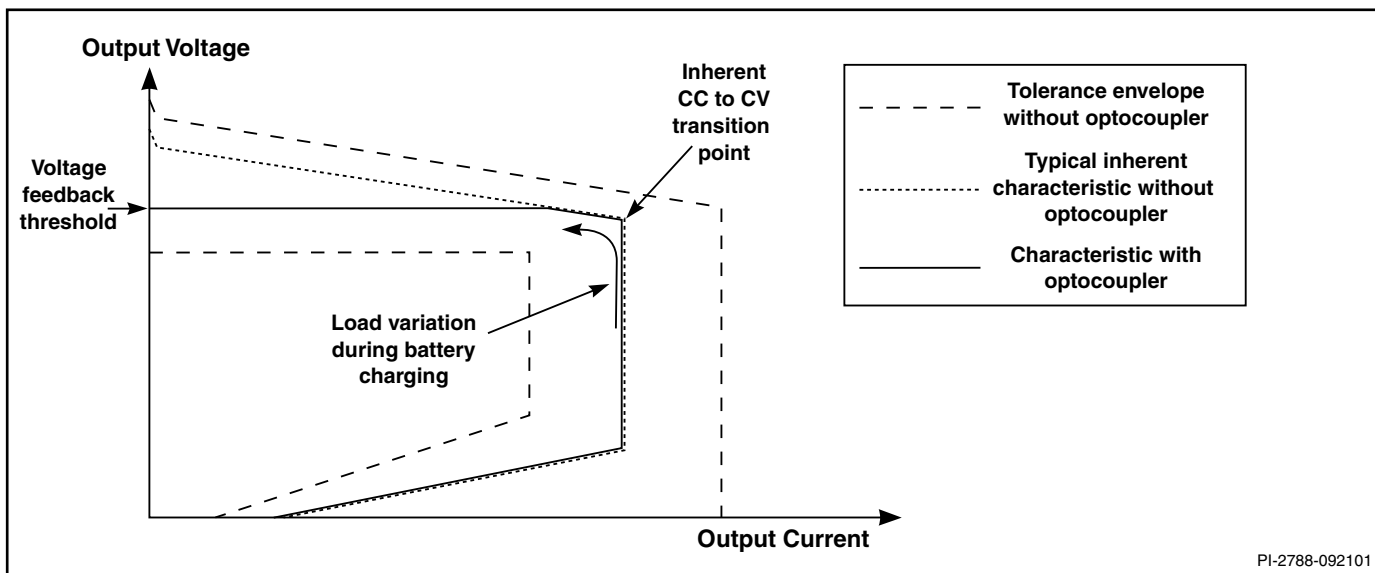 Output Voltage
Inherent
CC to CV
transition
point
Voltage
feedback
threshold
Load variation
during battery
charging
Output Current
Tolerance envelope
without optocoupler
Typical inherent
characteristic without
optocoupler
Characteristic with
optocoupler
PI-2788-092101